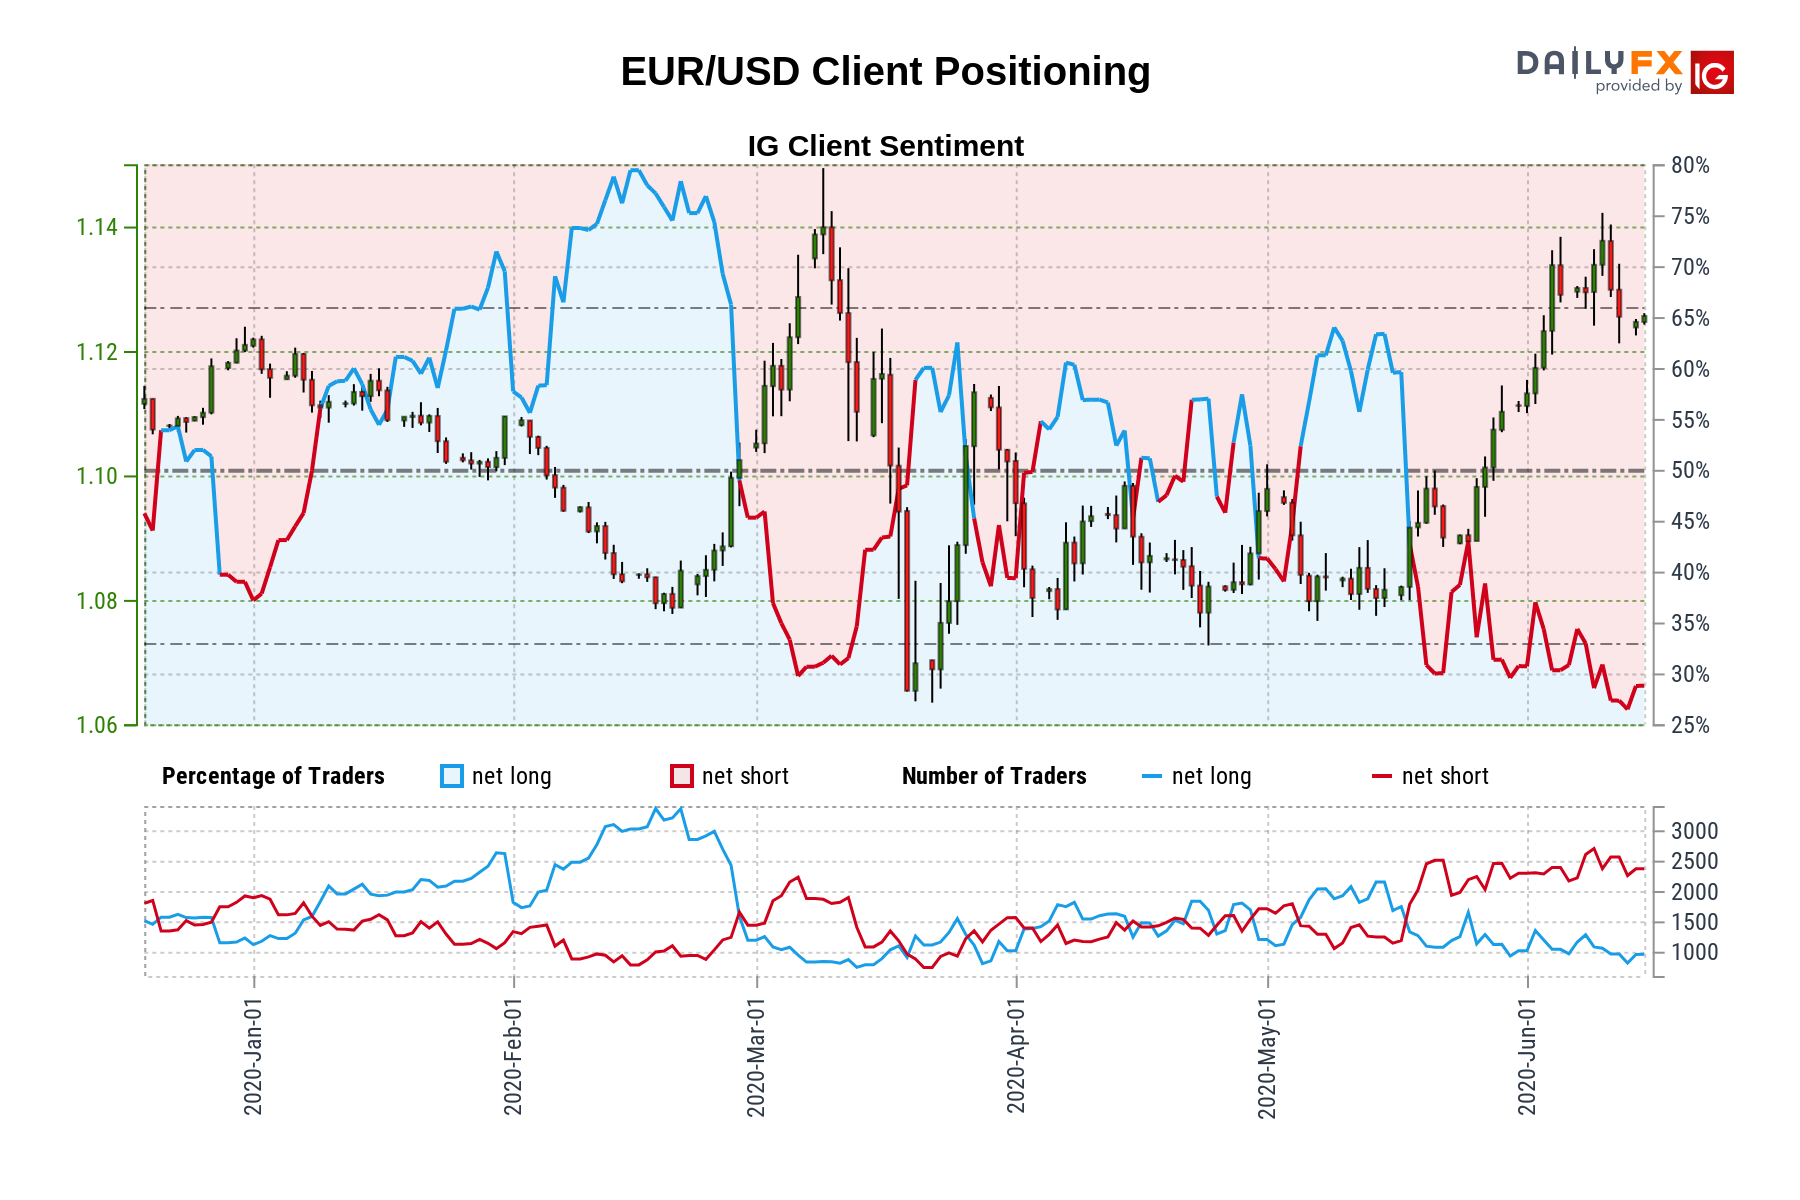 EUR/USD Client Positioning
DAILYFX
provided by
IG
IG Client Sentiment
1.14
1.12
1.10
1.08
1.06
80%
75%
70%
65%
60%
55%
50%
45%
40%
35%
30%
25%
Percentage of Traders net long net short Number of Traders net long net short
3000
2500
2000
1500
1000
2020-Jan-01
2020-Feb-01
2020-Mar-01
2020-Apr-01
2020-May-01
2020-Jun-01